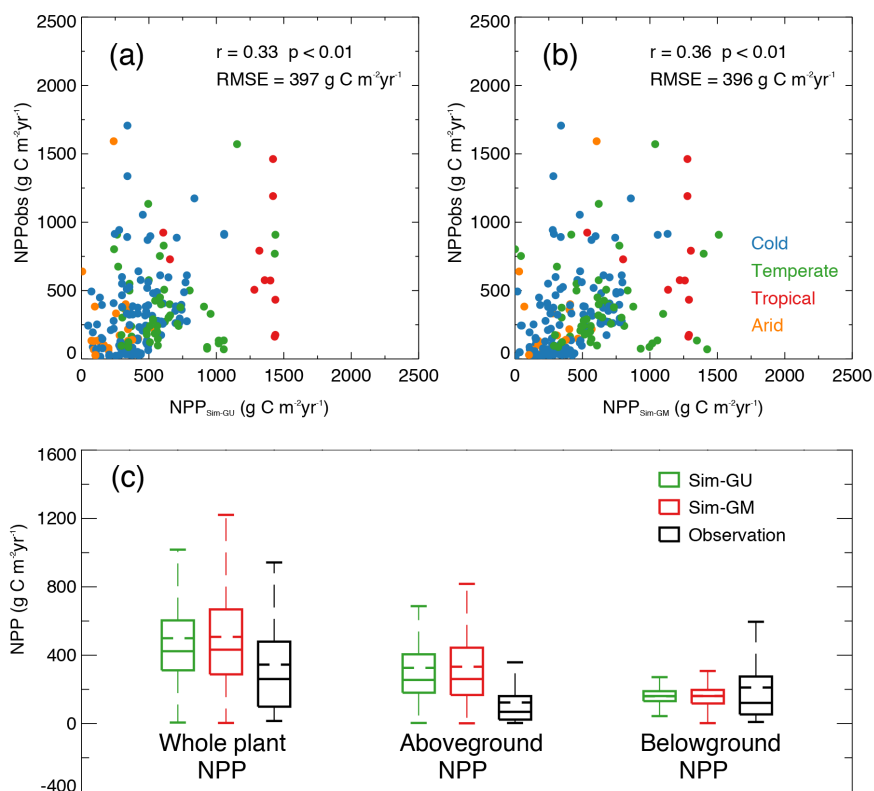 (a)
r = 0.33 p < 0.01
RMSE = 397 g C m⁻²yr⁻¹
NPPobs (g C m⁻²yr⁻¹)
2500
2000
1500
1000
500
0
0 500 1000 1500 2000 2500
NPP Sim-GU (g C m⁻²yr⁻¹)
(b)
r = 0.36 p < 0.01
RMSE = 396 g C m⁻²yr⁻¹
NPPobs (g C m⁻²yr⁻¹)
2500
2000
1500
1000
500
0
Cold
Temperate
Tropical
Arid
0 500 1000 1500 2000 2500
NPP Sim-GM (g C m⁻²yr⁻¹)
(c)
Sim-GU
Sim-GM
Observation
NPP (g C m⁻²yr⁻¹)
1600
1200
800
400
0
-400
Whole plant
NPP
Aboveground
NPP
Belowground
NPP